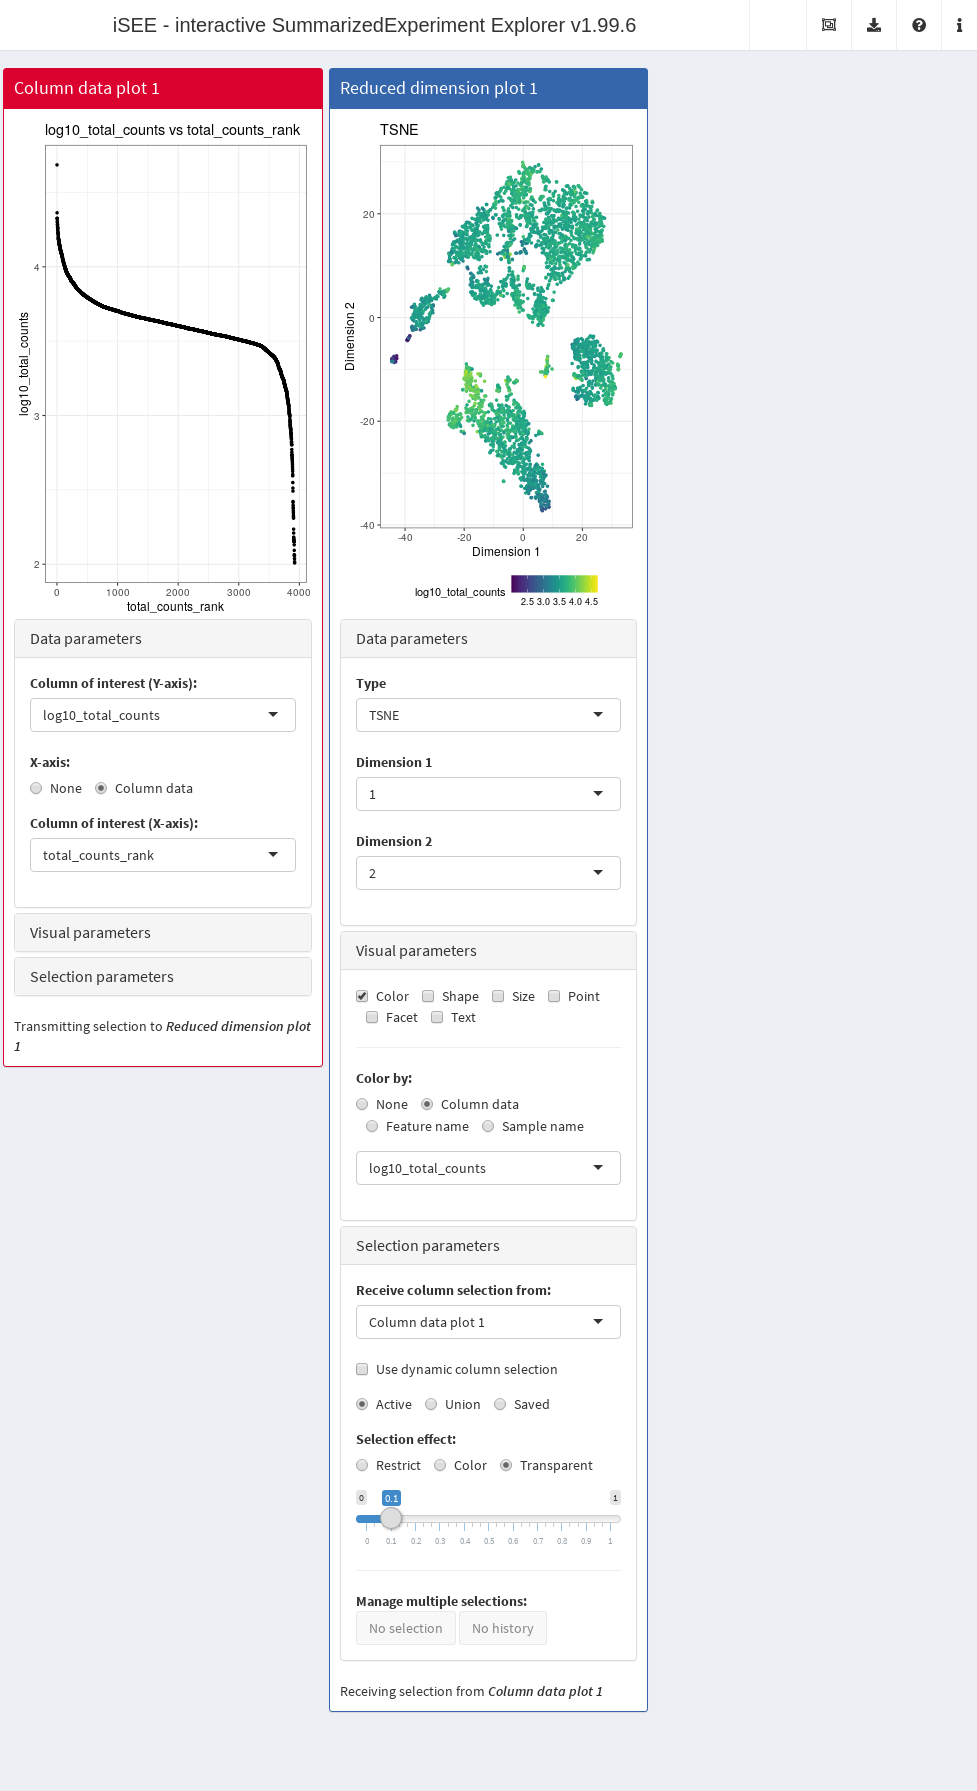 iSEE - interactive SummarizedExperiment Explorer v1.99.6
Column data plot 1
log10_total_counts vs total_counts_rank
log10_total_counts
4
3
2
0 1000 2000 3000 4000
total_counts_rank
Data parameters
Column of interest (Y-axis):
log10_total_counts
X-axis:
None Column data
Column of interest (X-axis):
total_counts_rank
Visual parameters
Selection parameters
Transmitting selection to Reduced dimension plot
1
Reduced dimension plot 1
TSNE
Dimension 2
20
0
-20
-40
-40 -20 0 20
Dimension 1
log10_total_counts
2.5 3.0 3.5 4.0 4.5
Data parameters
Type
TSNE
Dimension 1
1
Dimension 2
2
Visual parameters
Color Shape Size Point
Facet Text
Color by:
None Column data
Feature name Sample name
log10_total_counts
Selection parameters
Receive column selection from:
Column data plot 1
Use dynamic column selection
Active Union Saved
Selection effect:
Restrict Color Transparent
0 0.1 1
0 0.1 0.2 0.3 0.4 0.5 0.6 0.7 0.8 0.9 1
Manage multiple selections:
No selection No history
Receiving selection from Column data plot 1